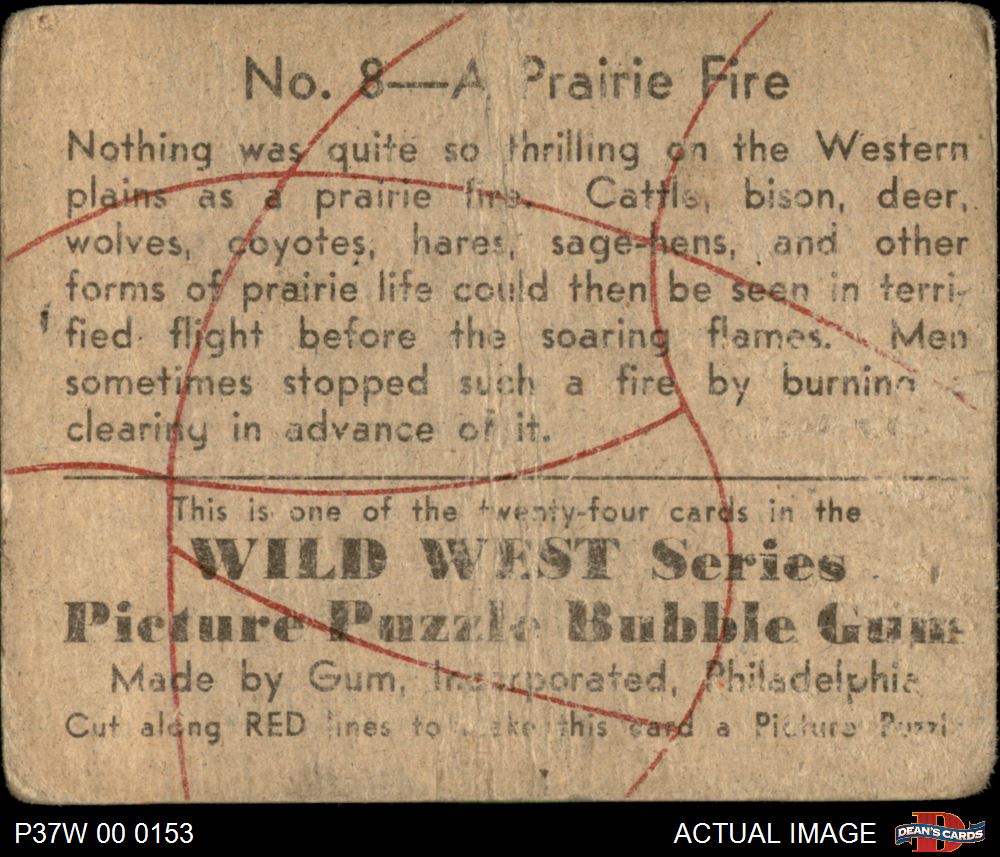 No. 8—A Prairie Fire
Nothing was quite so thrilling on the Western
plains as a prairie fire. Cattle, bison, deer,
wolves, coyotes, hares, sage-hens, and other
forms of prairie life could then be seen in terri-
fied flight before the soaring flames. Men
sometimes stopped such a fire by burning
clearing in advance of it.
This is one of the twenty-four cards in the
WILD WEST Series
Picture Puzzle Bubble Gum
Made by Gum, Incorporated, Philadelphia
Cut along RED lines to make this card a Picture Puzzle
P37W 00 0153
ACTUAL IMAGE
D
DEAN'S CARDS